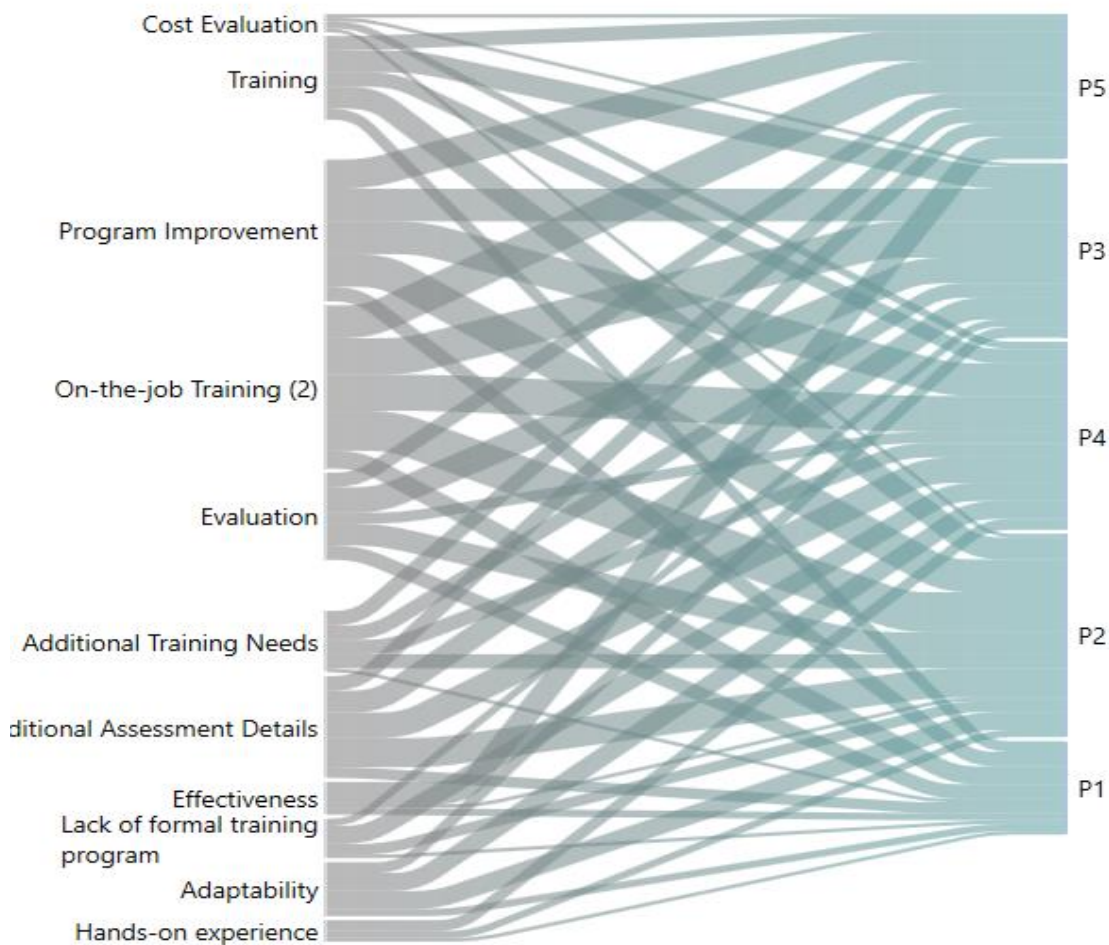 Cost Evaluation
Training
Program Improvement
On-the-job Training (2)
Evaluation
Additional Training Needs
ditional Assessment Details
Effectiveness
Lack of formal training
program
Adaptability
Hands-on experience
P5
P3
P4
P2
P1